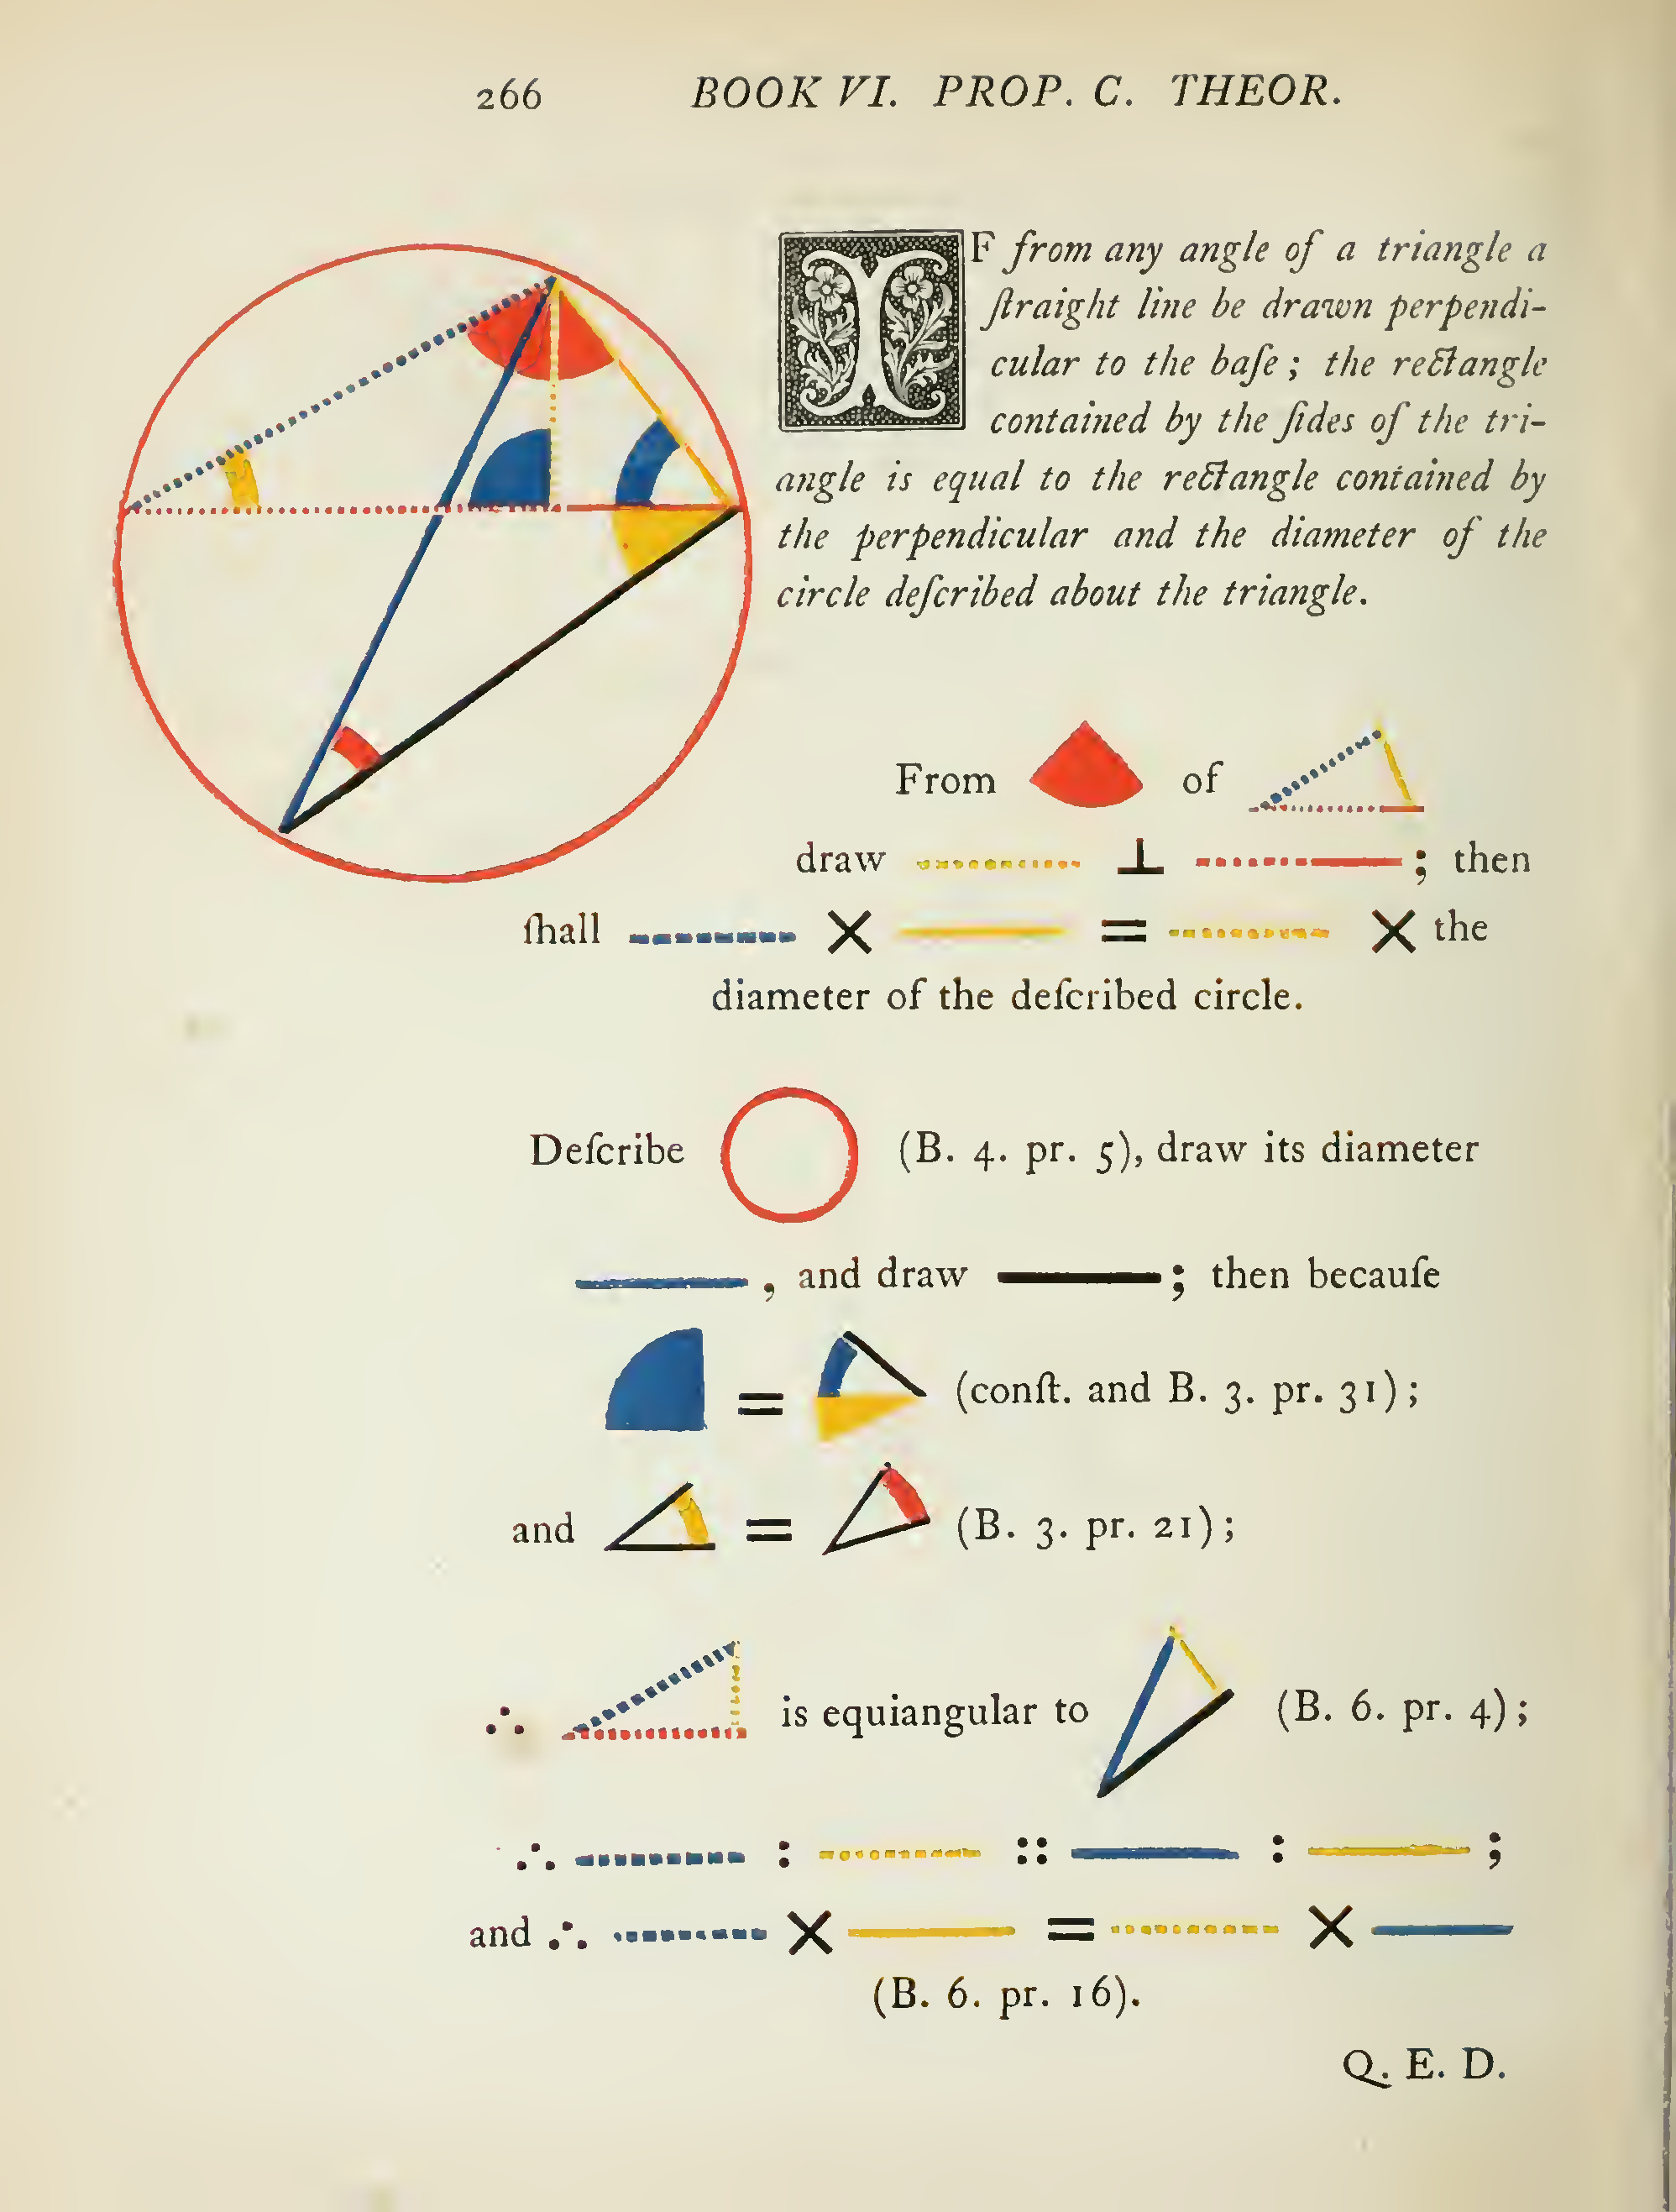 266 BOOK VI. PROP. C. THEOR.
IF from any angle of a triangle a
ſtraight line be drawn perpendi-
cular to the baſe ; the rectangle
contained by the ſides of the tri-
angle is equal to the rectangle contained by
the perpendicular and the diameter of the
circle deſcribed about the triangle.
From of
draw ⊥ ; then
ſhall × = × the
diameter of the deſcribed circle.
Deſcribe (B. 4. pr. 5), draw its diameter
, and draw ; then becauſe
= (conſt. and B. 3. pr. 31) ;
and = (B. 3. pr. 21) ;
∴ is equiangular to (B. 6. pr. 4) ;
∴ : :: : ;
and ∴ × = ×
(B. 6. pr. 16).
Q. E. D.